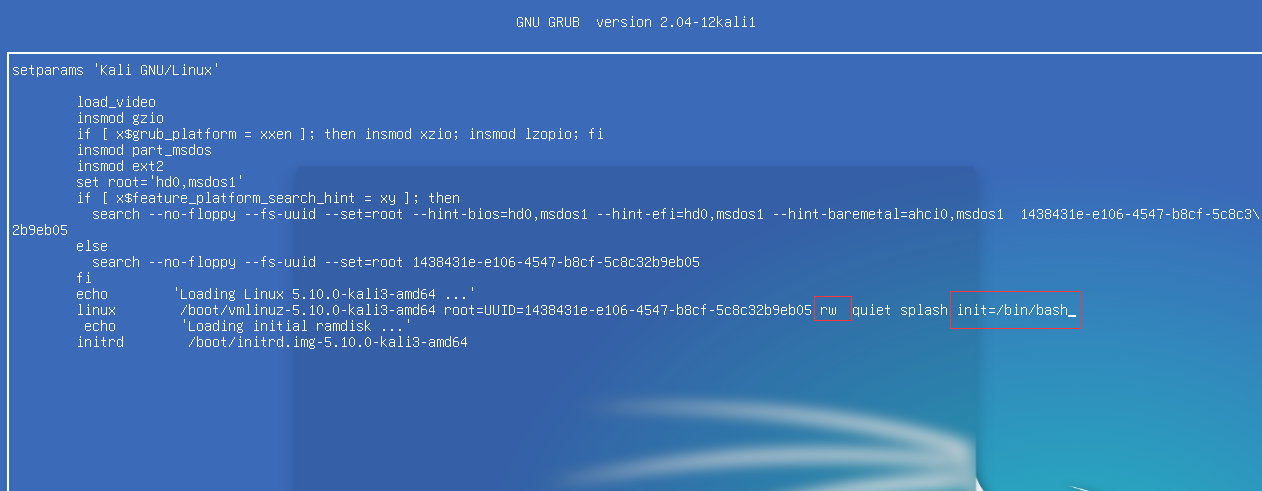 GNU GRUB  version 2.04-12kali1
setparams 'Kali GNU/Linux'
load_video
insmod gzio
if [ x$grub_platform = xxen ]; then insmod xzio; insmod lzopio; fi
insmod part_msdos
insmod ext2
set root='hd0,msdos1'
if [ x$feature_platform_search_hint = xy ]; then
search --no-floppy --fs-uuid --set=root --hint-bios=hd0,msdos1 --hint-efi=hd0,msdos1 --hint-baremetal=ahci0,msdos1  1438431e-e106-4547-b8cf-5c8c3\
2b9eb05
else
search --no-floppy --fs-uuid --set=root 1438431e-e106-4547-b8cf-5c8c32b9eb05
fi
echo        'Loading Linux 5.10.0-kali3-amd64 ...'
linux        /boot/vmlinuz-5.10.0-kali3-amd64 root=UUID=1438431e-e106-4547-b8cf-5c8c32b9eb05 rw  quiet splash init=/bin/bash_
echo        'Loading initial ramdisk ...'
initrd        /boot/initrd.img-5.10.0-kali3-amd64